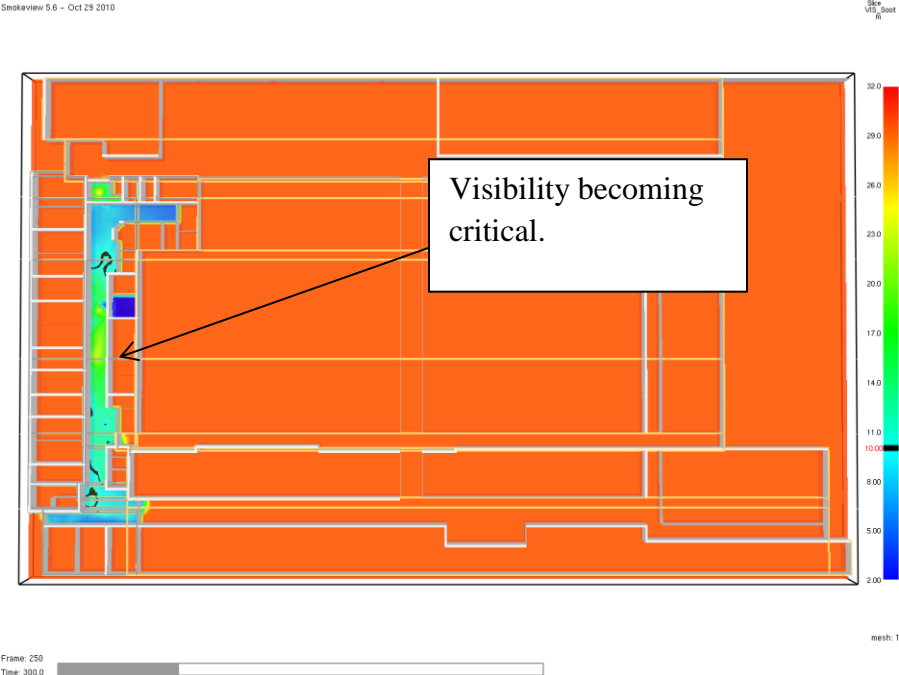 Smokeview 5.6 – Oct 29 2010
Slice
VIS_Soot
m
32.0
29.0
26.0
23.0
20.0
17.0
14.0
11.0
10.00
8.00
5.00
2.00
Visibility becoming
critical.
mesh: 1
Frame: 250
Time: 300.0